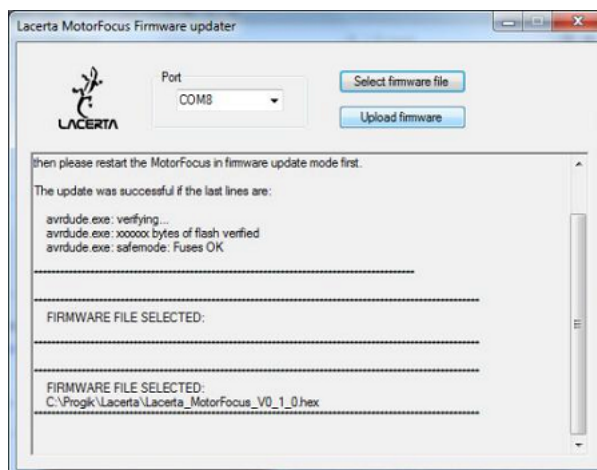 Lacerta MotorFocus Firmware updater
Port
COM8
Select firmware file
Upload firmware
LACERTA
then please restart the MotorFocus in firmware update mode first.
The update was successful if the last lines are:
avrdude.exe: verifying...
avrdude.exe: xxxxxx bytes of flash verified
avrdude.exe: safemode: Fuses OK
FIRMWARE FILE SELECTED:
FIRMWARE FILE SELECTED:
C:\Progik\Lacerta\Lacerta_MotorFocus_V0_1_0.hex